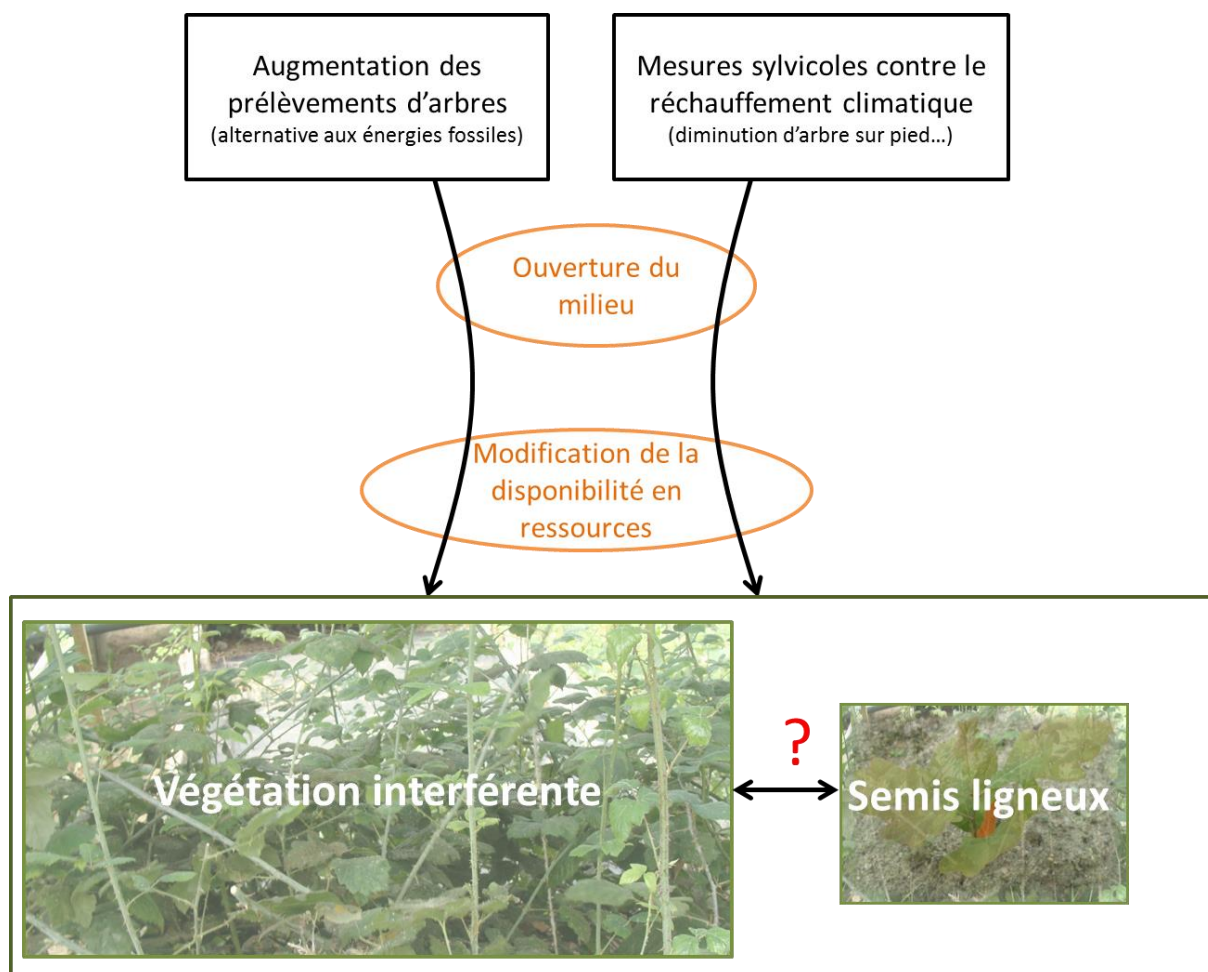 Augmentation des
prélèvements d'arbres
(alternative aux énergies fossiles)
Mesures sylvicoles contre le
réchauffement climatique
(diminution d'arbre sur pied…)
Ouverture du
milieu
Modification de la
disponibilité en
ressources
Végétation interférente
?
Semis ligneux